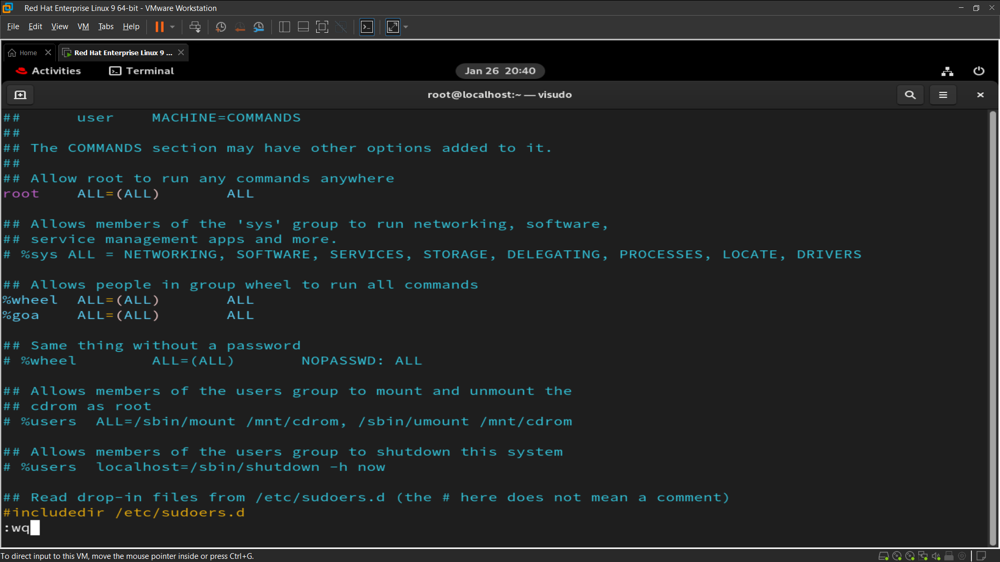 Red Hat Enterprise Linux 9 64-bit - VMware Workstation
File Edit View VM Tabs Help
Home Red Hat Enterprise Linux 9 ...
Activities Terminal Jan 26 20:40
root@localhost:~ — visudo
## user MACHINE=COMMANDS
##
## The COMMANDS section may have other options added to it.
##
## Allow root to run any commands anywhere
root ALL=(ALL) ALL
## Allows members of the 'sys' group to run networking, software,
## service management apps and more.
# %sys ALL = NETWORKING, SOFTWARE, SERVICES, STORAGE, DELEGATING, PROCESSES, LOCATE, DRIVERS
## Allows people in group wheel to run all commands
%wheel ALL=(ALL) ALL
%goa ALL=(ALL) ALL
## Same thing without a password
# %wheel ALL=(ALL) NOPASSWD: ALL
## Allows members of the users group to mount and unmount the
## cdrom as root
# %users ALL=/sbin/mount /mnt/cdrom, /sbin/umount /mnt/cdrom
## Allows members of the users group to shutdown this system
# %users localhost=/sbin/shutdown -h now
## Read drop-in files from /etc/sudoers.d (the # here does not mean a comment)
#includedir /etc/sudoers.d
:wq
To direct input to this VM, move the mouse pointer inside or press Ctrl+G.